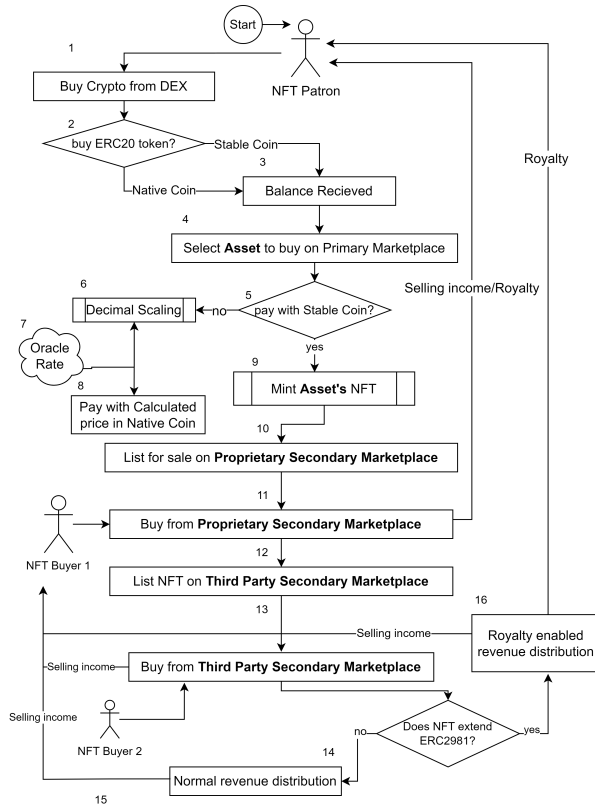 Start
1
NFT Patron
Buy Crypto from DEX
2
buy ERC20 token?
Stable Coin
3
Native Coin
Balance Recieved
Royalty
4
Select Asset to buy on Primary Marketplace
6
5
Selling income/Royalty
Decimal Scaling
no
pay with Stable Coin?
7
Oracle
Rate
yes
9
8
Mint Asset's NFT
Pay with Calculated
price in Native Coin
10
List for sale on Proprietary Secondary Marketplace
11
Buy from Proprietary Secondary Marketplace
NFT Buyer 1
12
List NFT on Third Party Secondary Marketplace
16
13
Selling income
Royalty enabled
revenue distribution
Selling income
Buy from Third Party Secondary Marketplace
Selling income
NFT Buyer 2
no
Does NFT extend
ERC2981?
yes
14
Normal revenue distribution
15